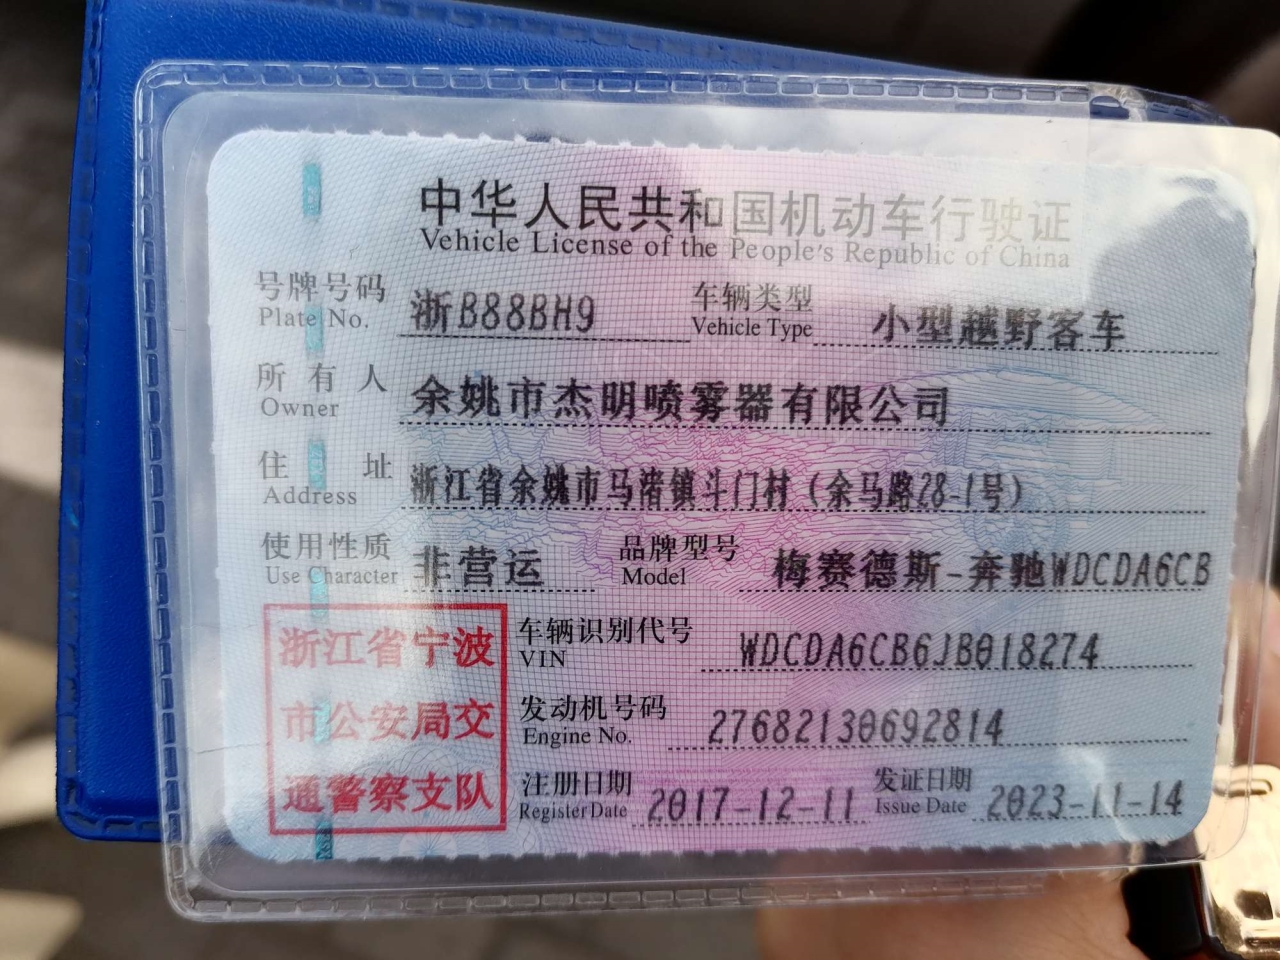 中华人民共和国机动车行驶证
Vehicle License of the People's Republic of China
号牌号码 浙B88BH9 车辆类型 小型越野客车
Plate No. Vehicle Type
所有人 余姚市杰明喷雾器有限公司
Owner
住址 浙江省余姚市马渚镇斗门村（余马路28-1号）
Address
使用性质 非营运 品牌型号 梅赛德斯-奔驰WDCDA6CB
Use Character Model
浙江省宁波 车辆识别代号 WDCDA6CB6JB018274
VIN
市公安局交 发动机号码 27682130692814
Engine No.
通警察支队 注册日期 2017-12-11 发证日期 2023-11-14
Register Date Issue Date